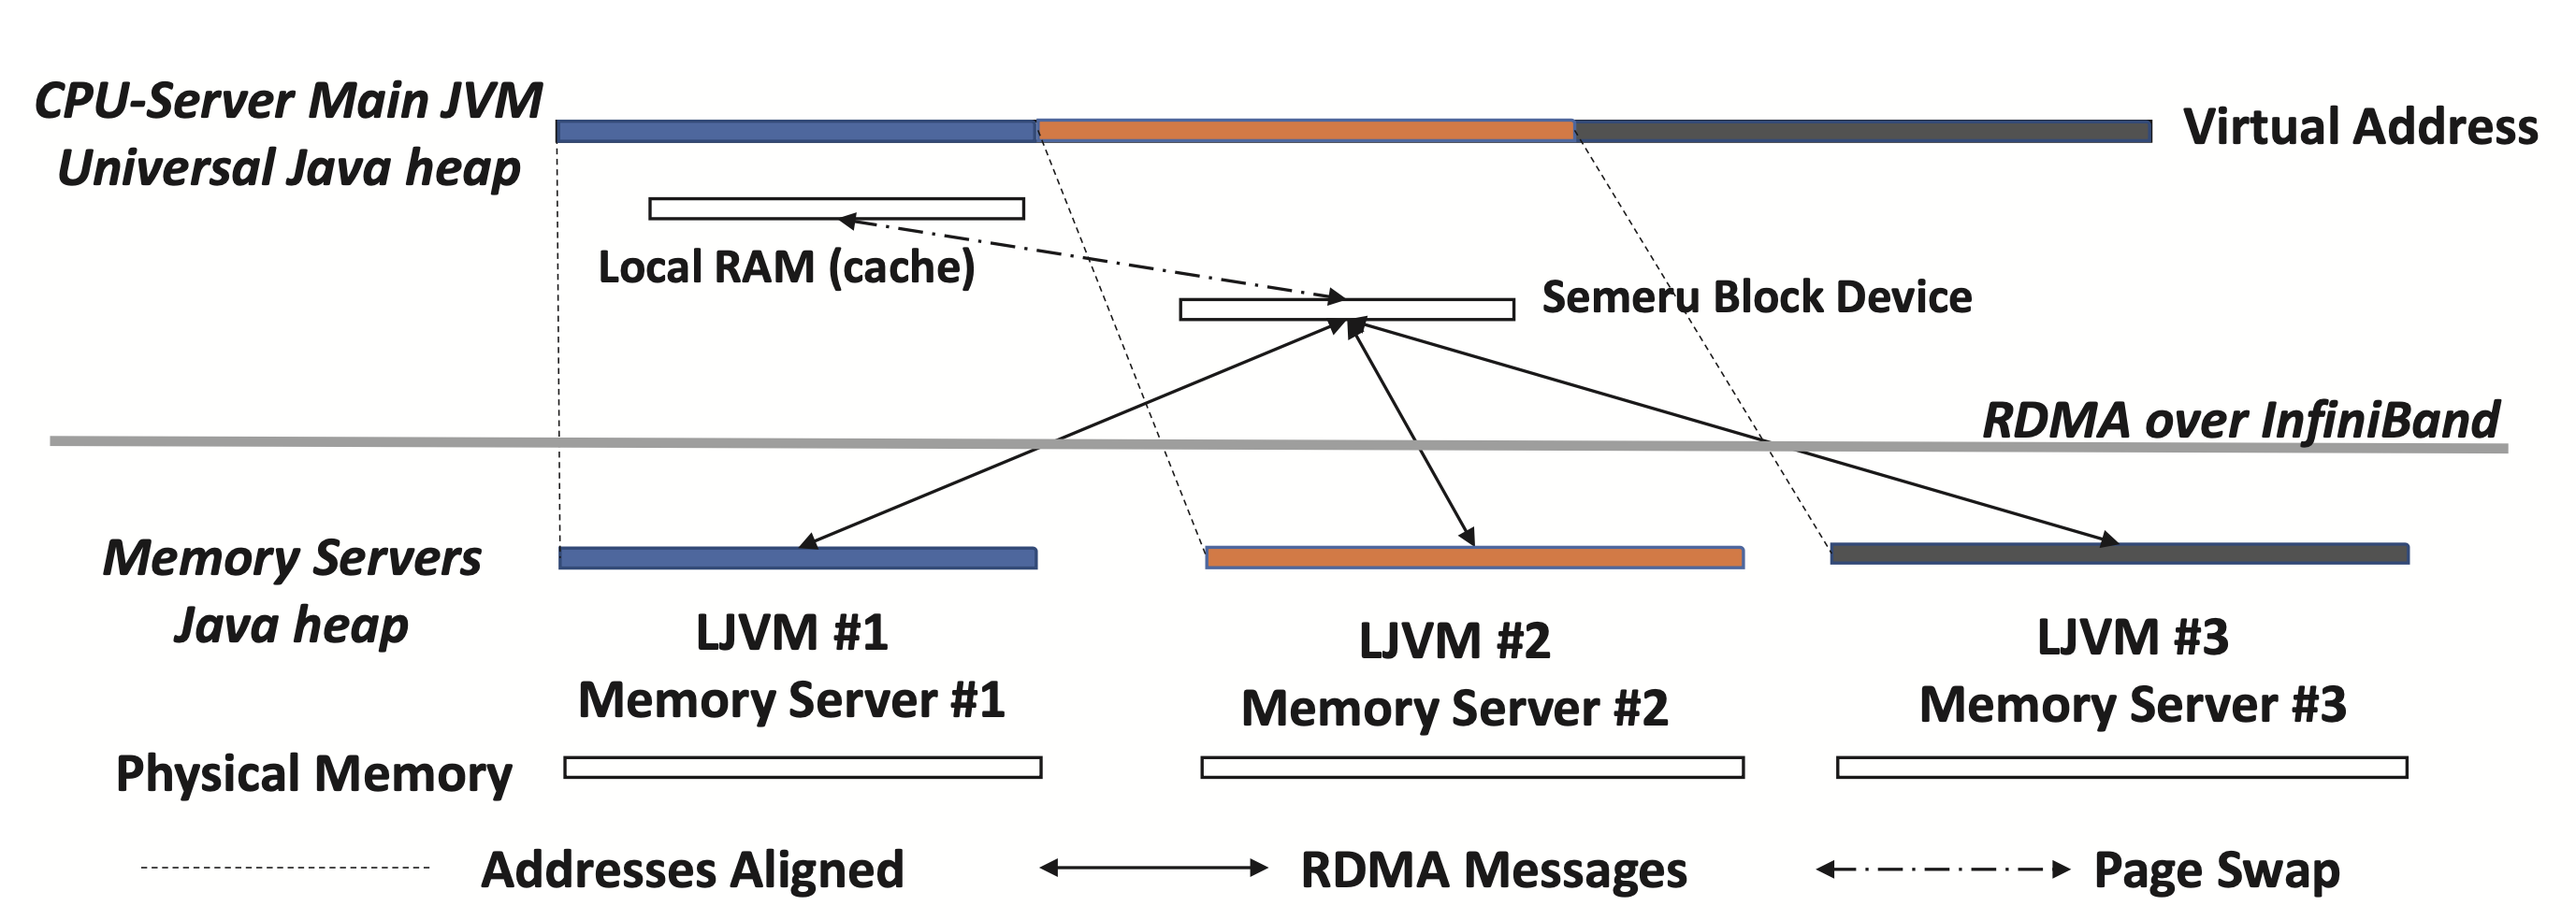 CPU-Server Main JVM
Universal Java heap
Virtual Address
Local RAM (cache)
Semeru Block Device
RDMA over InfiniBand
Memory Servers
Java heap
LJVM #1
Memory Server #1
LJVM #2
Memory Server #2
LJVM #3
Memory Server #3
Physical Memory
Addresses Aligned
RDMA Messages
Page Swap